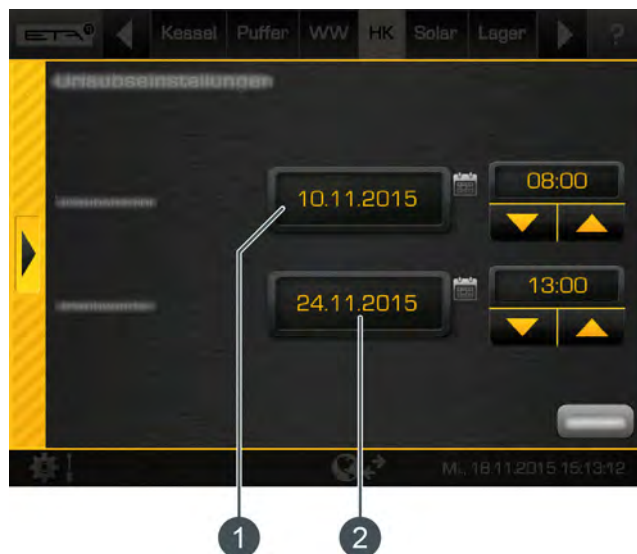 ETA Kessel Puffer WW HK Solar Lager ?
Urlaubseinstellungen
10.11.2015 08:00
24.11.2015 13:00
Mi., 18.11.2015 15:13:12
1 2